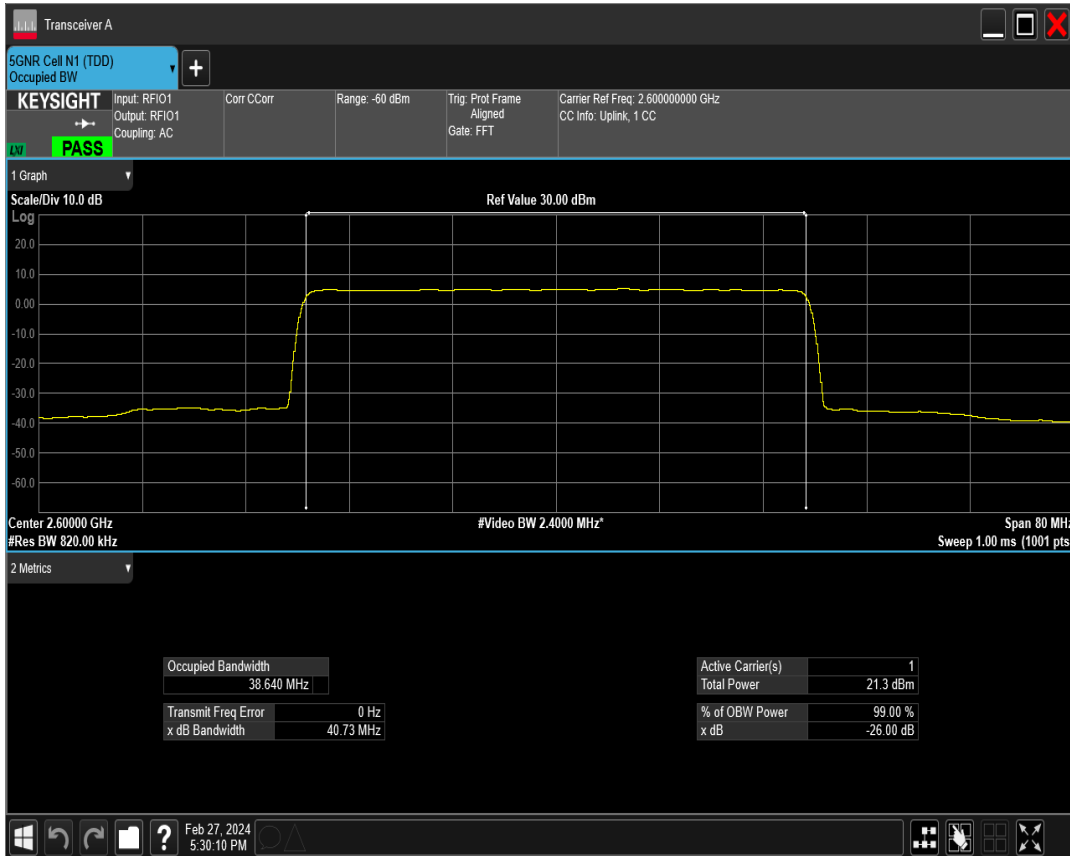 Transceiver A
5GNR Cell N1 (TDD)
Occupied BW
+
KEYSIGHT
LXI
PASS
Input: RFIO1
Output: RFIO1
Coupling: AC
Corr CCorr
Range: -60 dBm
Trig: Prot Frame
Aligned
Gate: FFT
Carrier Ref Freq: 2.600000000 GHz
CC Info: Uplink, 1 CC
1 Graph
Scale/Div 10.0 dB
Ref Value 30.00 dBm
Log
20.0
10.0
0.00
-10.0
-20.0
-30.0
-40.0
-50.0
-60.0
Center 2.60000 GHz
#Video BW 2.4000 MHz*
Span 80 MHz
#Res BW 820.00 kHz
Sweep 1.00 ms (1001 pts
2 Metrics
Occupied Bandwidth
38.640 MHz
Transmit Freq Error 0 Hz
x dB Bandwidth 40.73 MHz
Active Carrier(s) 1
Total Power 21.3 dBm
% of OBW Power 99.00 %
x dB -26.00 dB
?
Feb 27, 2024
5:30:10 PM